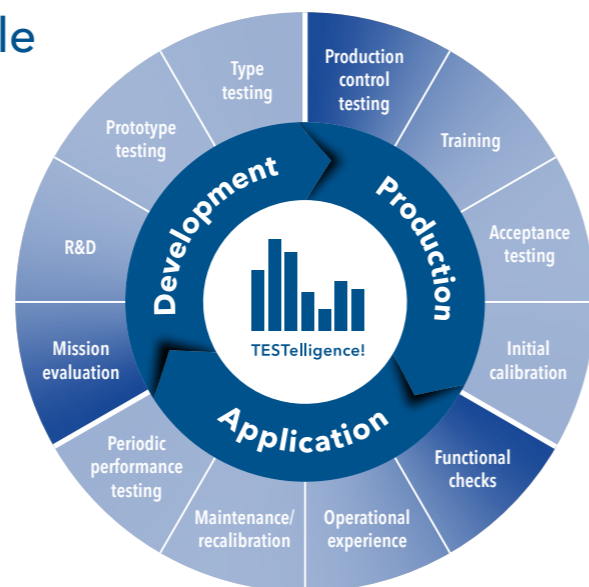 le
Type
testing
Production
control
testing
Prototype
testing
Training
R&D
Acceptance
testing
Mission
evaluation
Initial
calibration
Periodic
performance
testing
Functional
checks
Maintenance/
recalibration
Operational
experience
Development
Production
Application
TESTelligence!